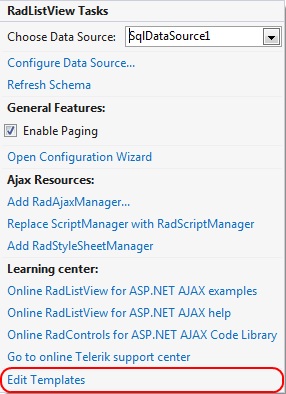 RadListView Tasks
Choose Data Source: SqlDataSource1
Configure Data Source...
Refresh Schema
General Features:
Enable Paging
Open Configuration Wizard
Ajax Resources:
Add RadAjaxManager...
Replace ScriptManager with RadScriptManager
Add RadStyleSheetManager
Learning center:
Online RadListView for ASP.NET AJAX examples
Online RadListView for ASP.NET AJAX help
Online RadControls for ASP.NET AJAX Code Library
Go to online Telerik support center
Edit Templates